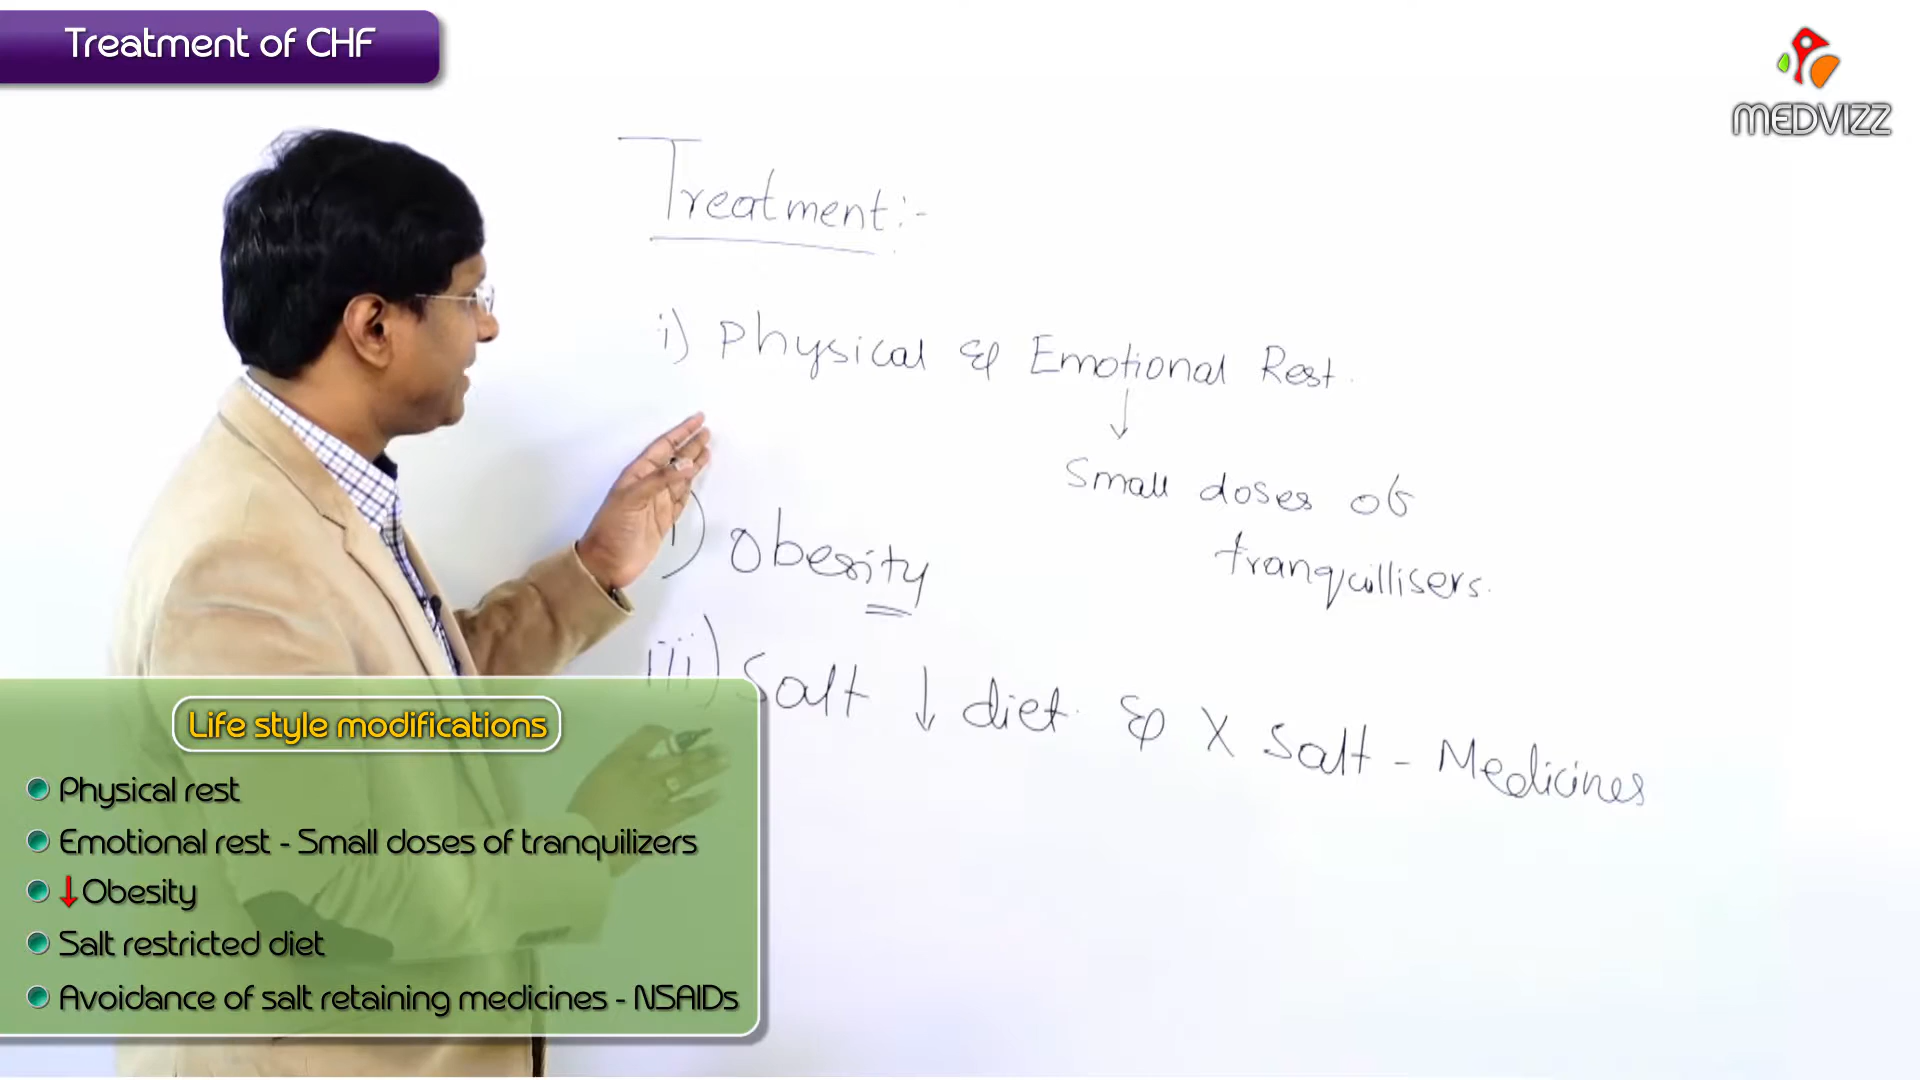 Treatment of CHF
MEDVIZZ
Treatment:-
i) Physical & Emotional Rest.
↓
Small doses of
tranquillisers.
i) Obesity
iii) Salt ↓ diet & X Salt - Medicines
Life style modifications
Physical rest
Emotional rest - Small doses of tranquilizers
↓Obesity
Salt restricted diet
Avoidance of salt retaining medicines - NSAIDs